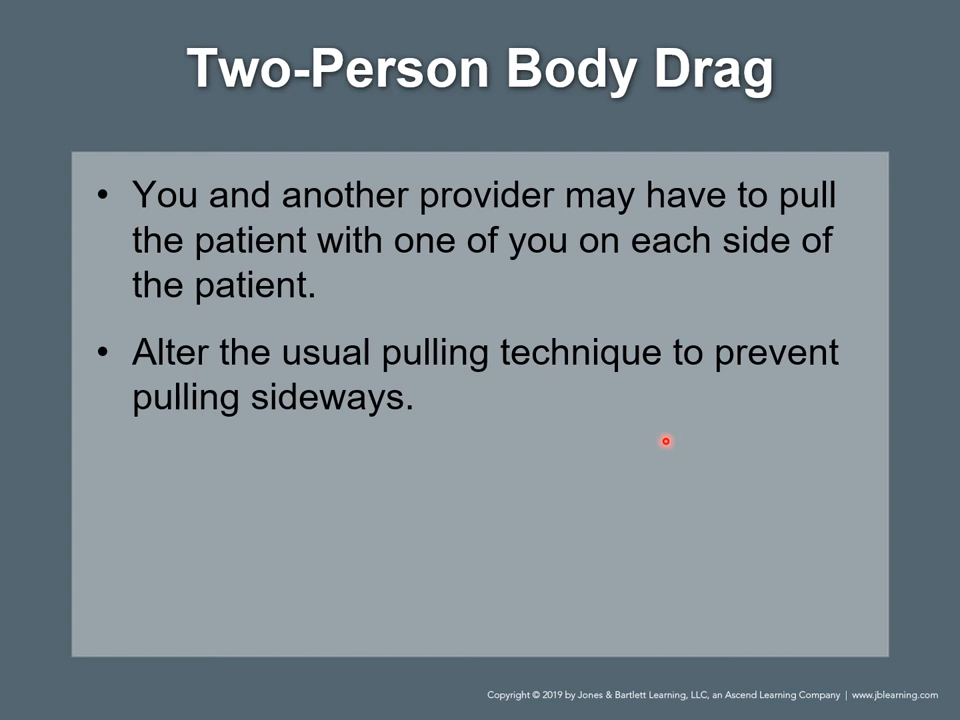 Two-Person Body Drag
• You and another provider may have to pull
the patient with one of you on each side of
the patient.
• Alter the usual pulling technique to prevent
pulling sideways.
Copyright © 2019 by Jones & Bartlett Learning, LLC, an Ascend Learning Company | www.jblearning.com